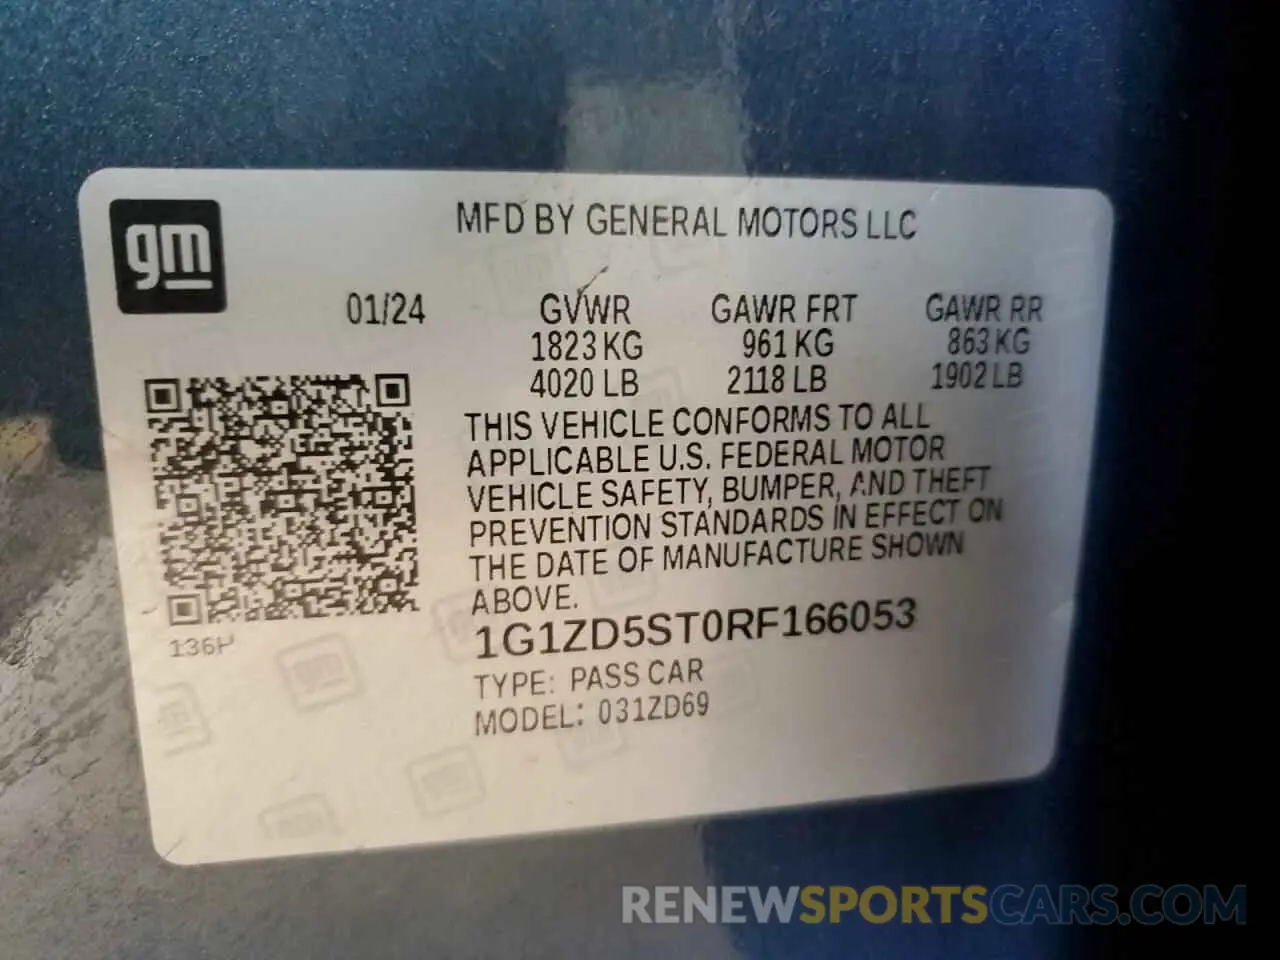 gm
MFD BY GENERAL MOTORS LLC
01/24 GVWR GAWR FRT GAWR RR
1823 KG 961 KG 863 KG
4020 LB 2118 LB 1902 LB
THIS VEHICLE CONFORMS TO ALL
APPLICABLE U.S. FEDERAL MOTOR
VEHICLE SAFETY, BUMPER, AND THEFT
PREVENTION STANDARDS IN EFFECT ON
THE DATE OF MANUFACTURE SHOWN
ABOVE.
1G1ZD5ST0RF166053
136H
TYPE: PASS CAR
MODEL: 031ZD69
RENEWSPORTSCARS.COM